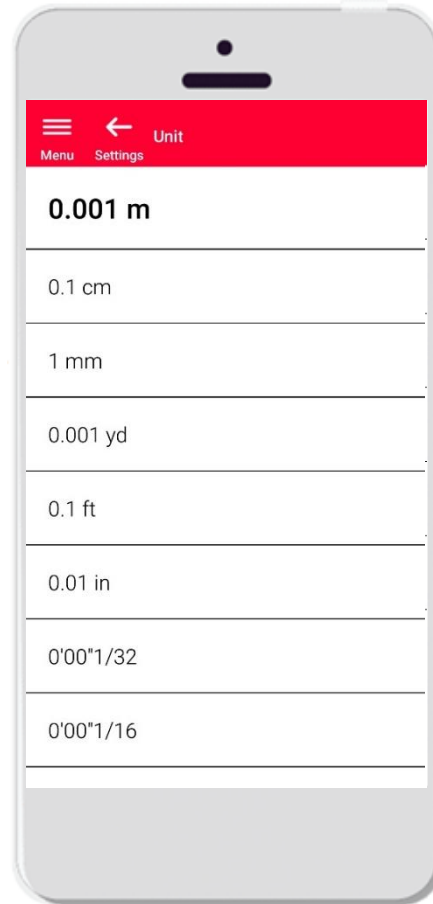 Unit
Menu Settings
0.001 m
0.1 cm
1 mm
0.001 yd
0.1 ft
0.01 in
0'00"1/32
0'00"1/16